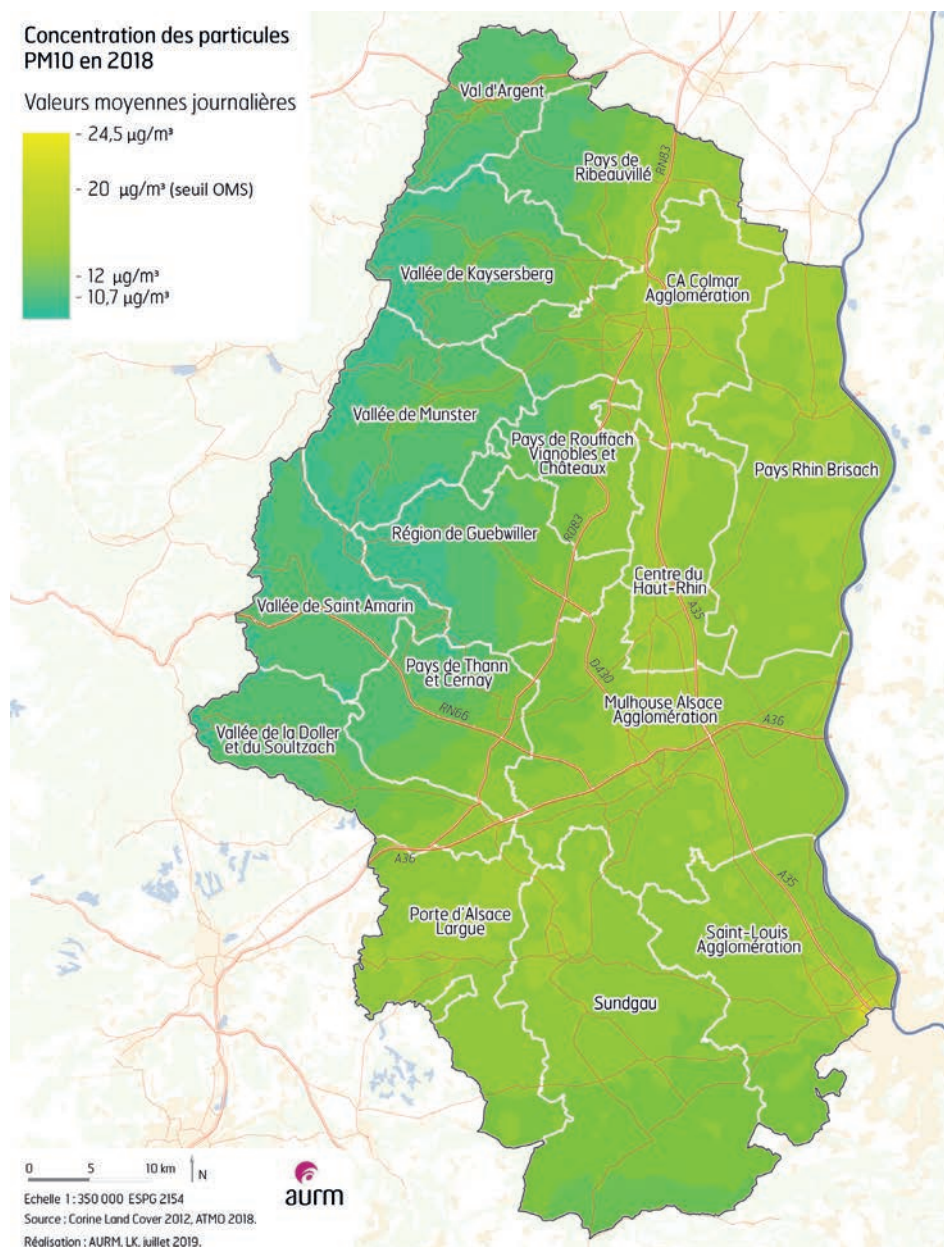 Concentration des particules
PM10 en 2018
Valeurs moyennes journalières
- 24,5 µg/m³
- 20 µg/m³ (seuil OMS)
- 12 µg/m³
- 10,7 µg/m³
Val d'Argent
Pays de
Ribeauvillé
RN83
Vallée de Kaysersberg
CA Colmar
Agglomération
Vallée de Munster
Pays de Rouffach
Vignobles et
Châteaux
Pays Rhin Brisach
Région de Guebwiller
RD83
Centre du
Haut-Rhin
A35
Vallée de Saint Amarin
Pays de Thann
et Cernay
D430
Mulhouse Alsace
Agglomération
A36
RN66
Vallée de la Doller
et du Soultzach
A36
A35
Porte d'Alsace
Largue
Saint-Louis
Agglomération
Sundgau
0 5 10 km N
aurm
Echelle 1 : 350 000 ESPG 2154
Source : Corine Land Cover 2012, ATMO 2018.
Réalisation : AURM, LK, juillet 2019.